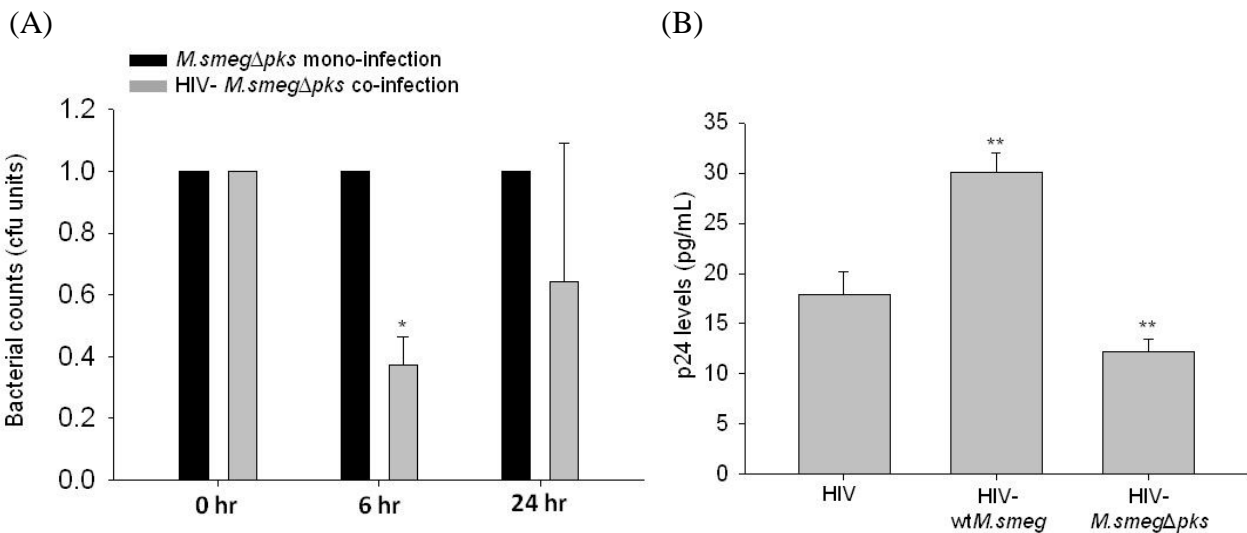 (A)
M.smegΔpks mono-infection
HIV- M.smegΔpks co-infection
Bacterial counts (cfu units)
1.2
1.0
0.8
0.6
0.4
0.2
0.0
*
0 hr
6 hr
24 hr
(B)
p24 levels (pg/mL)
35
30
25
20
15
10
5
0
**
**
HIV
HIV-
wtM.smeg
HIV-
M.smegΔpks